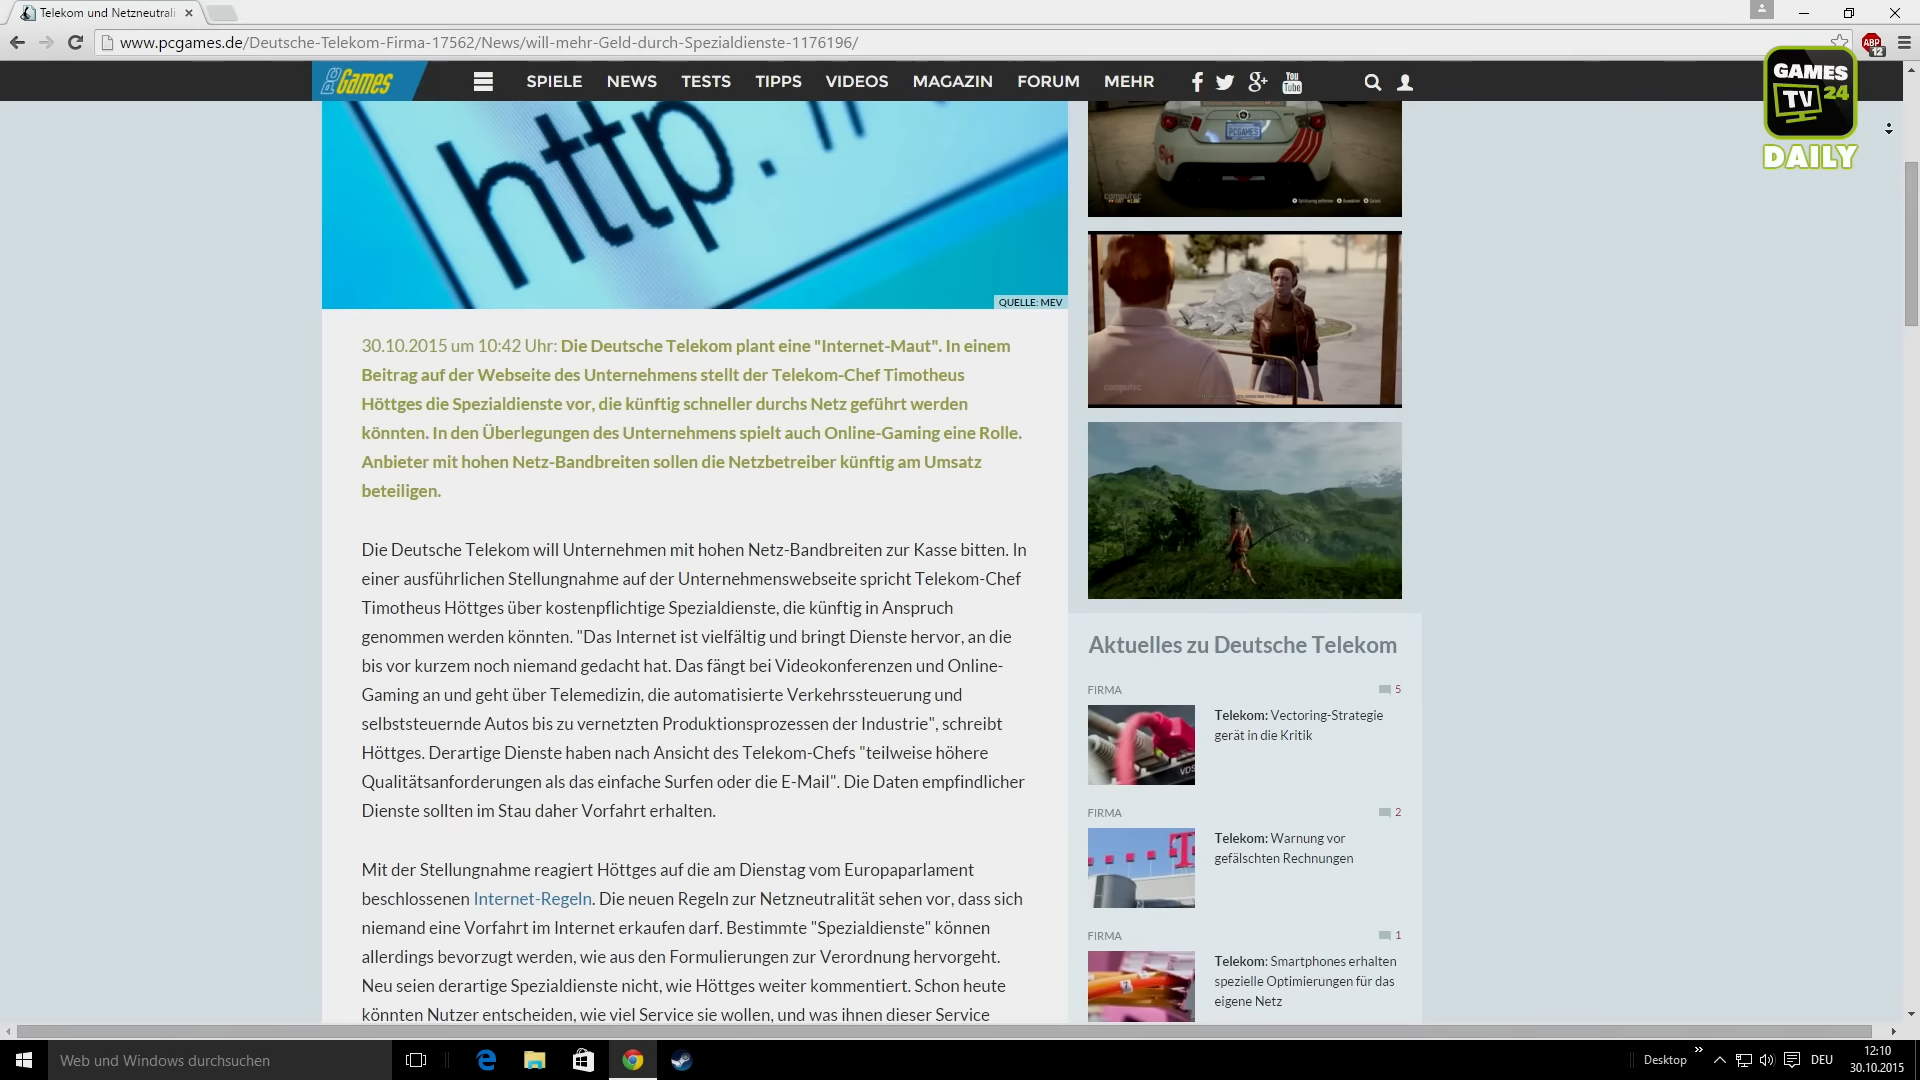 Telekom und Netzneutrali
www.pcgames.de/Deutsche-Telekom-Firma-17562/News/will-mehr-Geld-durch-Spezialdienste-1176196/
ABP
12
PC Games
SPIELE NEWS TESTS TIPPS VIDEOS MAGAZIN FORUM MEHR
You Tube
GAMES
TV 24
DAILY
http://
QUELLE: MEV
PCGAMES
computec
computec
30.10.2015 um 10:42 Uhr: Die Deutsche Telekom plant eine "Internet-Maut". In einem
Beitrag auf der Webseite des Unternehmens stellt der Telekom-Chef Timotheus
Höttges die Spezialdienste vor, die künftig schneller durchs Netz geführt werden
könnten. In den Überlegungen des Unternehmens spielt auch Online-Gaming eine Rolle.
Anbieter mit hohen Netz-Bandbreiten sollen die Netzbetreiber künftig am Umsatz
beteiligen.
Die Deutsche Telekom will Unternehmen mit hohen Netz-Bandbreiten zur Kasse bitten. In
einer ausführlichen Stellungnahme auf der Unternehmenswebseite spricht Telekom-Chef
Timotheus Höttges über kostenpflichtige Spezialdienste, die künftig in Anspruch
genommen werden könnten. "Das Internet ist vielfältig und bringt Dienste hervor, an die
bis vor kurzem noch niemand gedacht hat. Das fängt bei Videokonferenzen und Online-
Gaming an und geht über Telemedizin, die automatisierte Verkehrssteuerung und
selbststeuernde Autos bis zu vernetzten Produktionsprozessen der Industrie", schreibt
Höttges. Derartige Dienste haben nach Ansicht des Telekom-Chefs "teilweise höhere
Qualitätsanforderungen als das einfache Surfen oder die E-Mail". Die Daten empfindlicher
Dienste sollten im Stau daher Vorfahrt erhalten.
Mit der Stellungnahme reagiert Höttges auf die am Dienstag vom Europaparlament
beschlossenen Internet-Regeln. Die neuen Regeln zur Netzneutralität sehen vor, dass sich
niemand eine Vorfahrt im Internet erkaufen darf. Bestimmte "Spezialdienste" können
allerdings bevorzugt werden, wie aus den Formulierungen zur Verordnung hervorgeht.
Neu seien derartige Spezialdienste nicht, wie Höttges weiter kommentiert. Schon heute
könnten Nutzer entscheiden, wie viel Service sie wollen, und was ihnen dieser Service
Aktuelles zu Deutsche Telekom
FIRMA 5
Telekom: Vectoring-Strategie
gerät in die Kritik
VDS
FIRMA 2
Telekom: Warnung vor
gefälschten Rechnungen
FIRMA 1
Telekom: Smartphones erhalten
spezielle Optimierungen für das
eigene Netz
Web und Windows durchsuchen
Desktop
DEU
12:10
30.10.2015